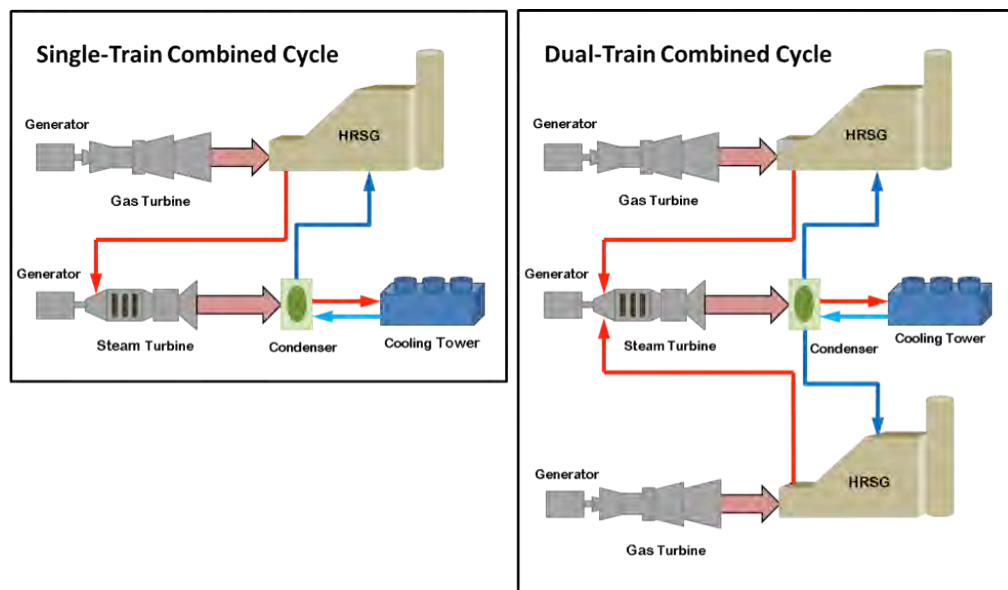 Single-Train Combined Cycle
HRSG
Generator
Gas Turbine
Generator
Steam Turbine
Condenser
Cooling Tower
Dual-Train Combined Cycle
HRSG
Generator
Gas Turbine
Generator
Steam Turbine
Condenser
Cooling Tower
HRSG
Generator
Gas Turbine